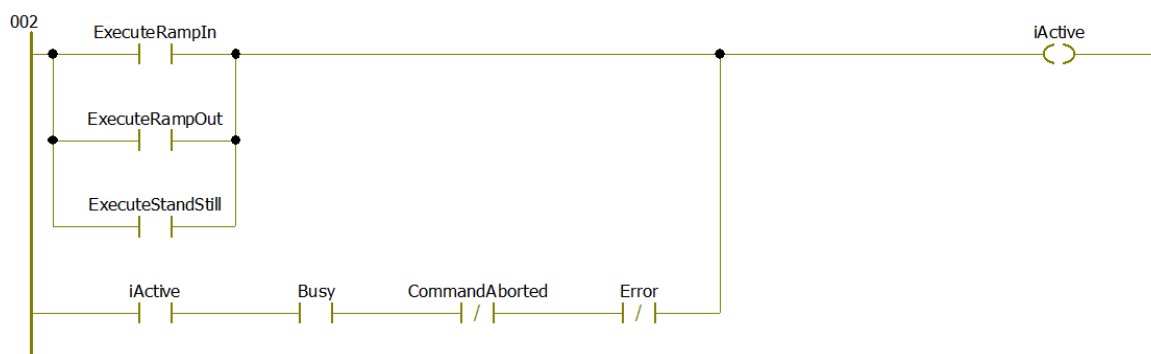 002
ExecuteRampIn
iActive
ExecuteRampOut
ExecuteStandStill
iActive Busy CommandAborted Error